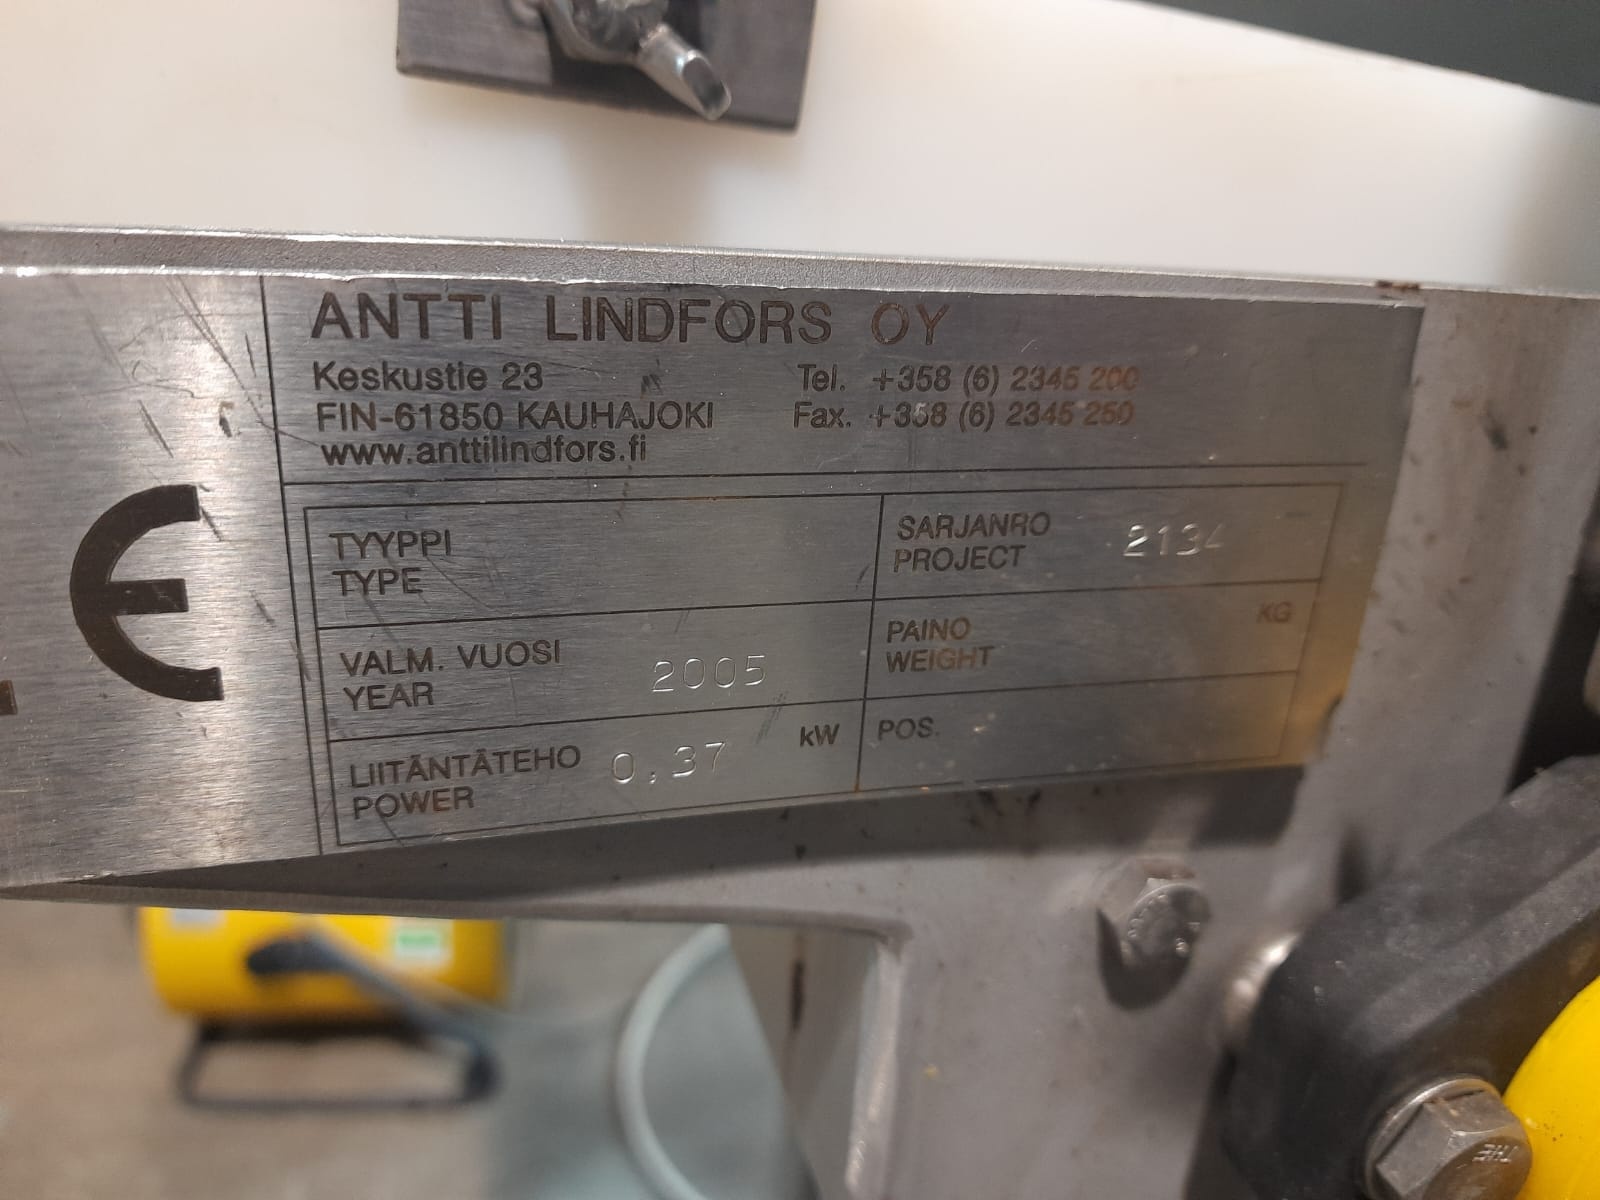 ANTTI LINDFORS OY
Keskustie 23 Tel. +358 (6) 2345 200
FIN-61850 KAUHAJOKI Fax. +358 (6) 2345 250
www.anttilindfors.fi
CE
TYYPPI
TYPE
SARJANRO
PROJECT 2134
VALM. VUOSI
YEAR 2005
PAINO KG
WEIGHT
LIITÄNTÄTEHO
POWER 0,37 kW
POS.
THE